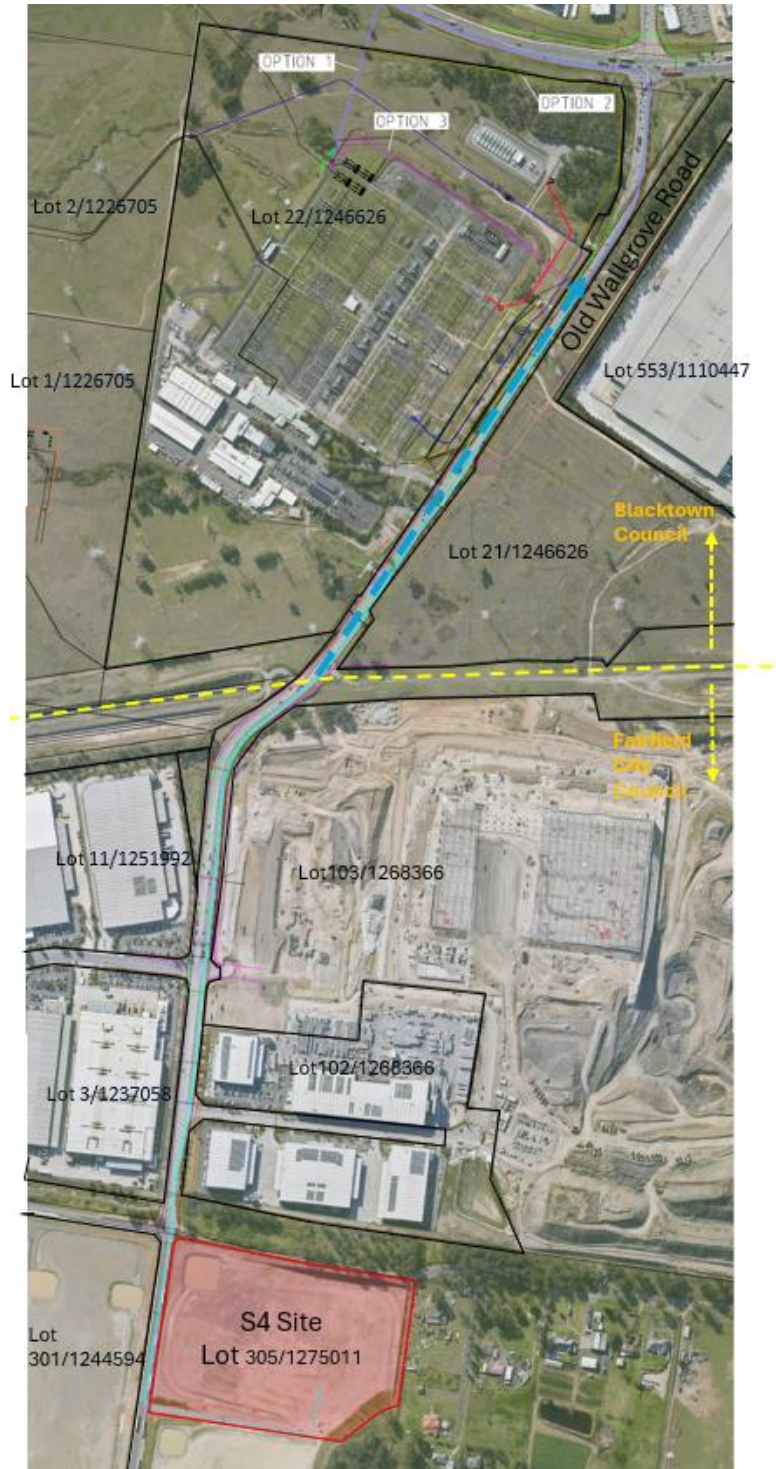 OPTION 1
OPTION 2
OPTION 3
Lot 2/1226705
Lot 22/1246626
Old Wallgrove Road
Lot 1/1226705
Lot 553/1110447
Blacktown
Council
Lot 21/1246626
Fairfield
City
Council
Lot 11/1251992
Lot103/1268366
Lot102/1268366
Lot 3/1237058
S4 Site
Lot 305/1275011
Lot
301/1244594